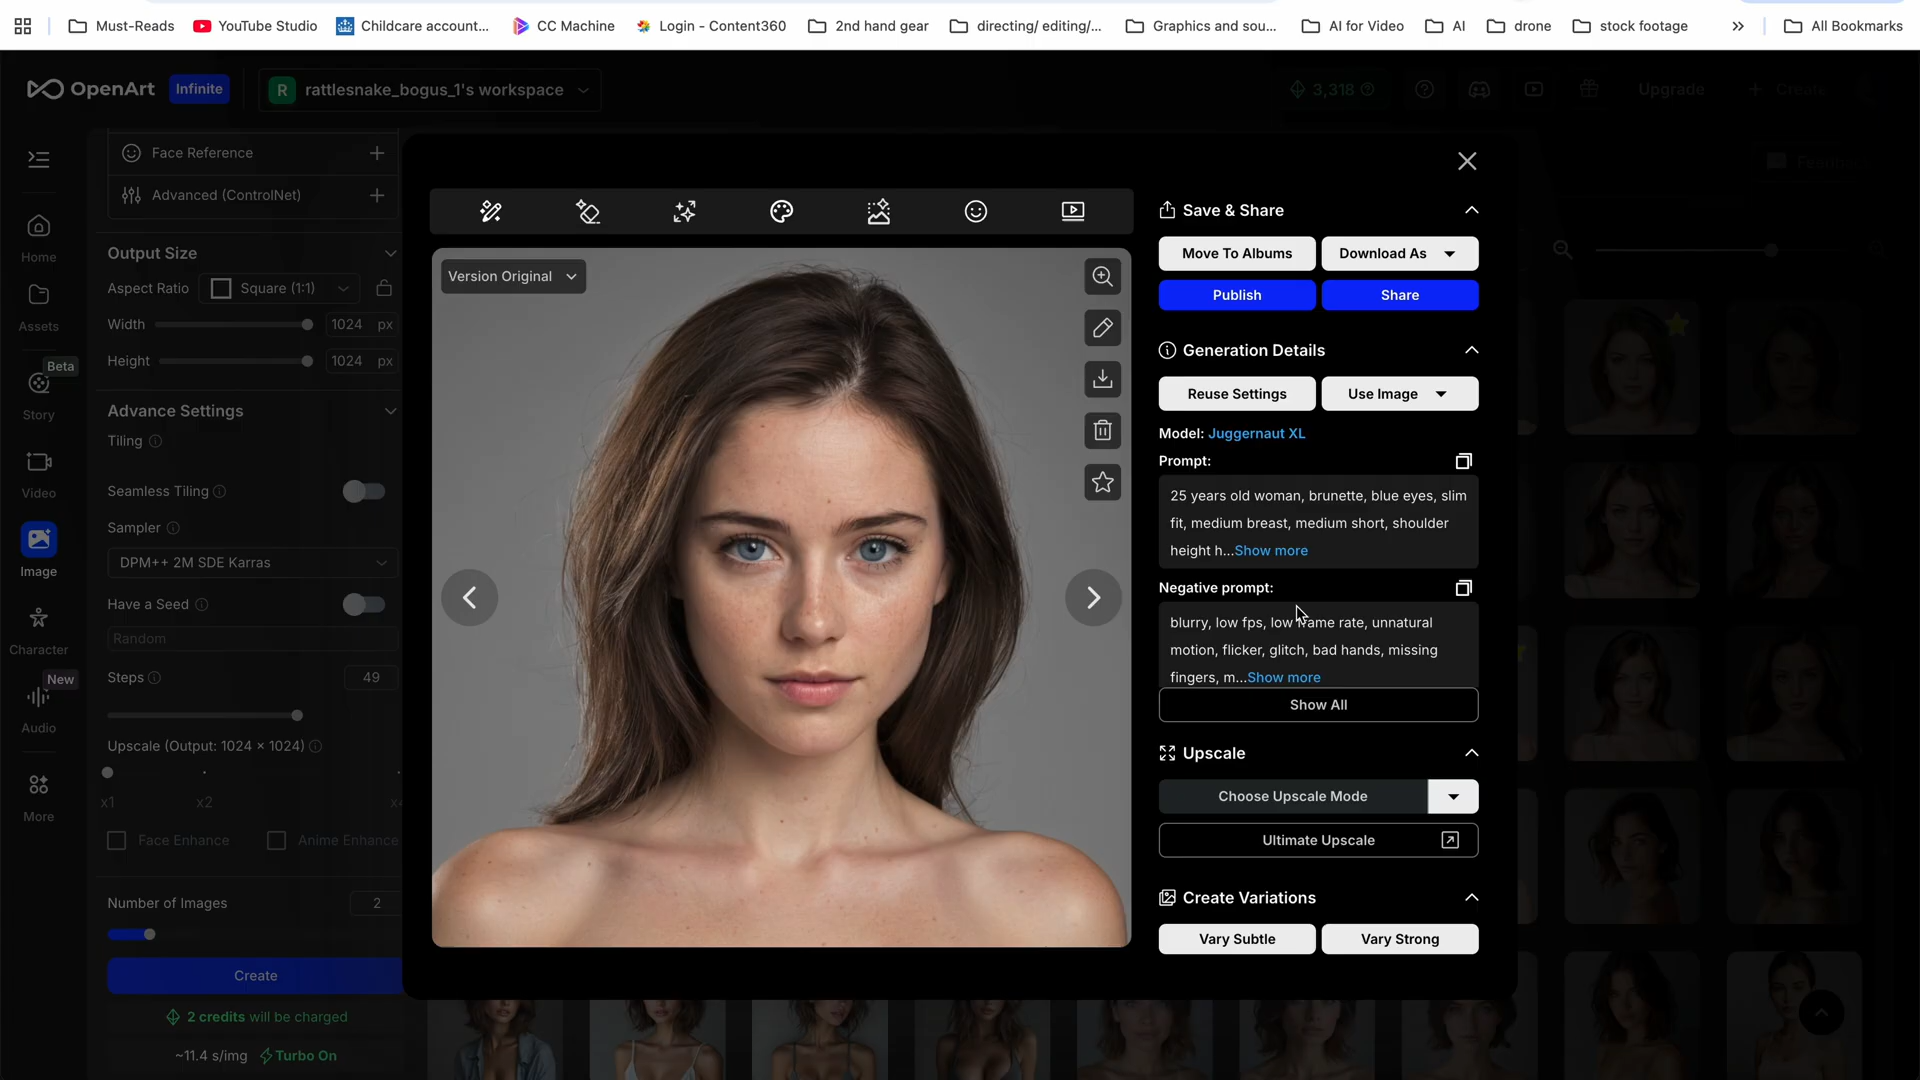 Must-Reads
YouTube Studio
Childcare account...
CC Machine
Login - Content360
2nd hand gear
directing/ editing/...
Graphics and sou...
AI for Video
AI
drone
stock footage
All Bookmarks
OpenArt
Infinite
R
rattlesnake_bogus_1's workspace
3,318
Upgrade
Create
Home
Assets
Beta
Story
Video
Image
Character
New
Audio
More
Face Reference
Advanced (ControlNet)
Output Size
Aspect Ratio
Square (1:1)
Width
1024 px
Height
1024 px
Advance Settings
Tiling
Seamless Tiling
Sampler
DPM++ 2M SDE Karras
Have a Seed
Random
Steps
49
Upscale (Output: 1024 × 1024)
x1
x2
Face Enhance
Anime Enhance
Number of Images
2
Create
2 credits will be charged
~11.4 s/img
Turbo On
Version Original
Save & Share
Move To Albums
Download As
Publish
Share
Generation Details
Reuse Settings
Use Image
Model: Juggernaut XL
Prompt:
25 years old woman, brunette, blue eyes, slim
fit, medium breast, medium short, shoulder
height h...Show more
Negative prompt:
blurry, low fps, low frame rate, unnatural
motion, flicker, glitch, bad hands, missing
fingers, m...Show more
Show All
Upscale
Choose Upscale Mode
Ultimate Upscale
Create Variations
Vary Subtle
Vary Strong